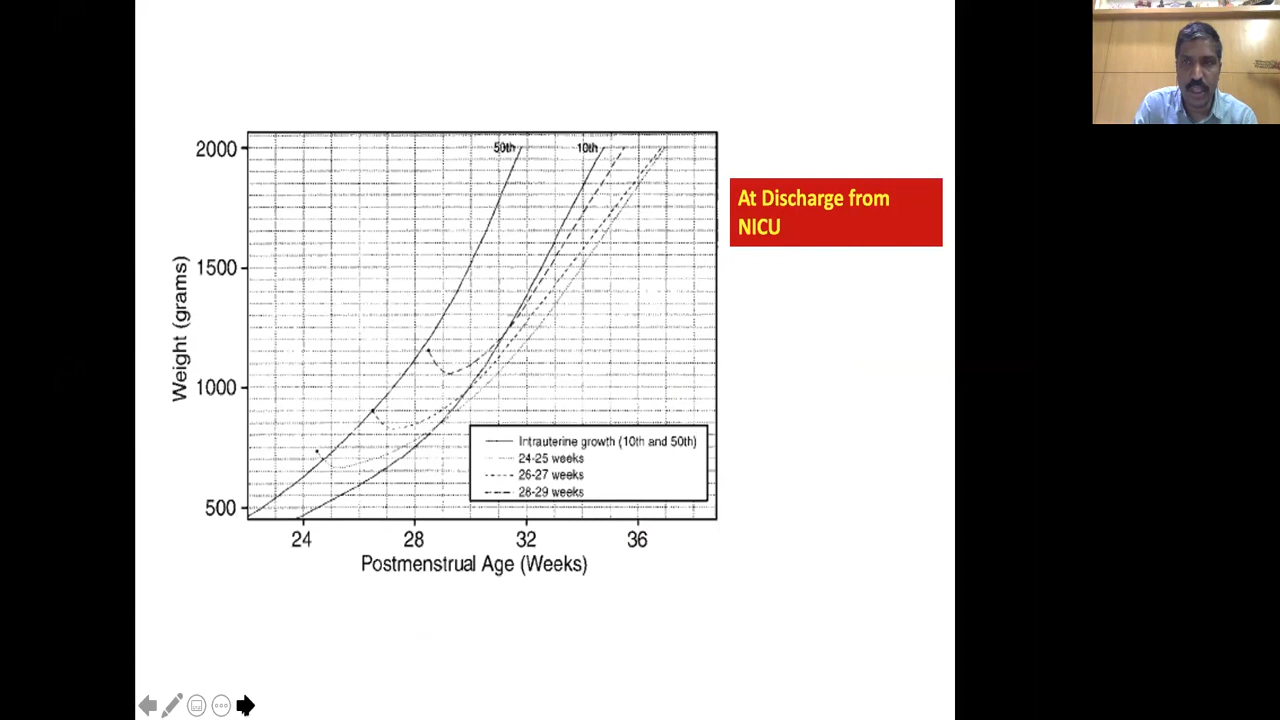 2000
1500
1000
500
Weight (grams)
50th
10th
Intrauterine growth (10th and 50th)
24-25 weeks
26-27 weeks
28-29 weeks
24
28
32
36
Postmenstrual Age (Weeks)
At Discharge from
NICU